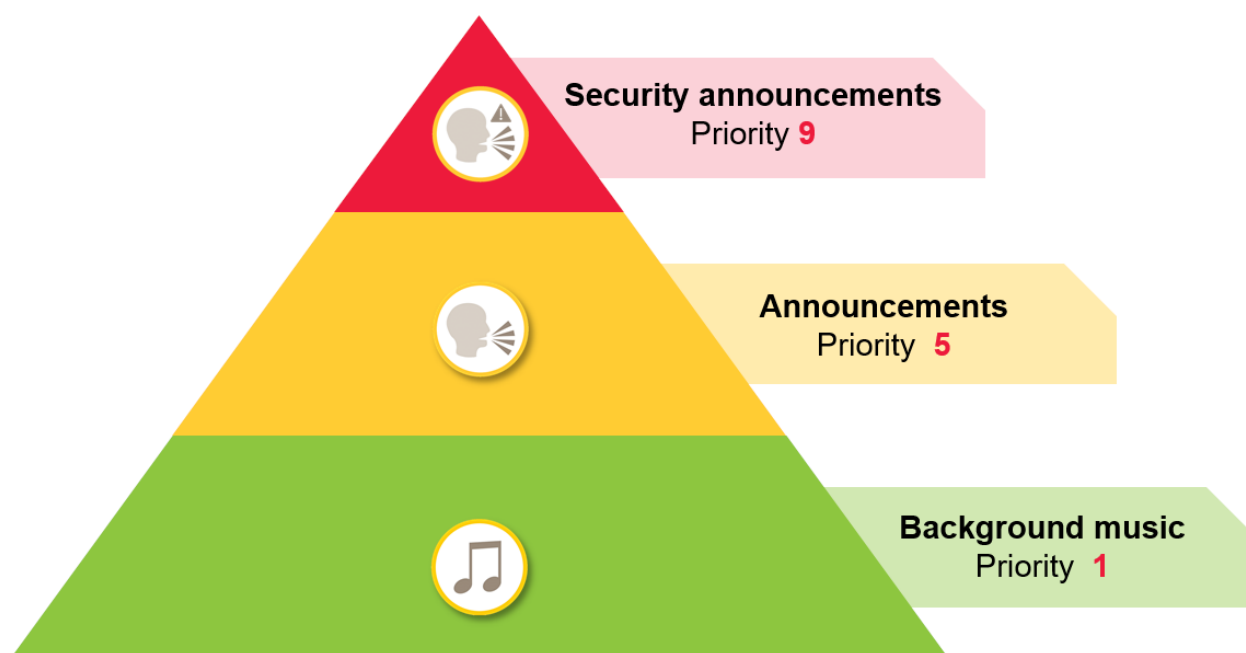 Security announcements
Priority 9
Announcements
Priority 5
Background music
Priority 1